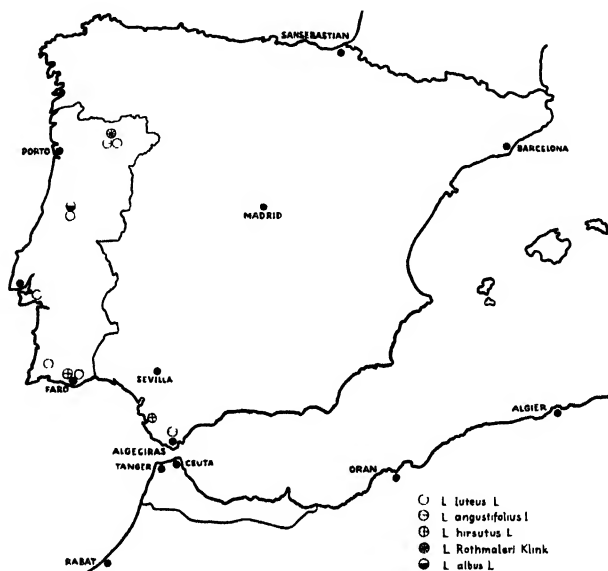 SANSEBASTIAN
PORTO
BARCELONA
MADRID
SEVILLA
FARO
ALGECIRAS
ALGIER
TANGER
CEUTA
ORAN
RABAT
L luteus L
L angustifolius L
L hirsutus L
L Rothmaleri Klink
L albus L